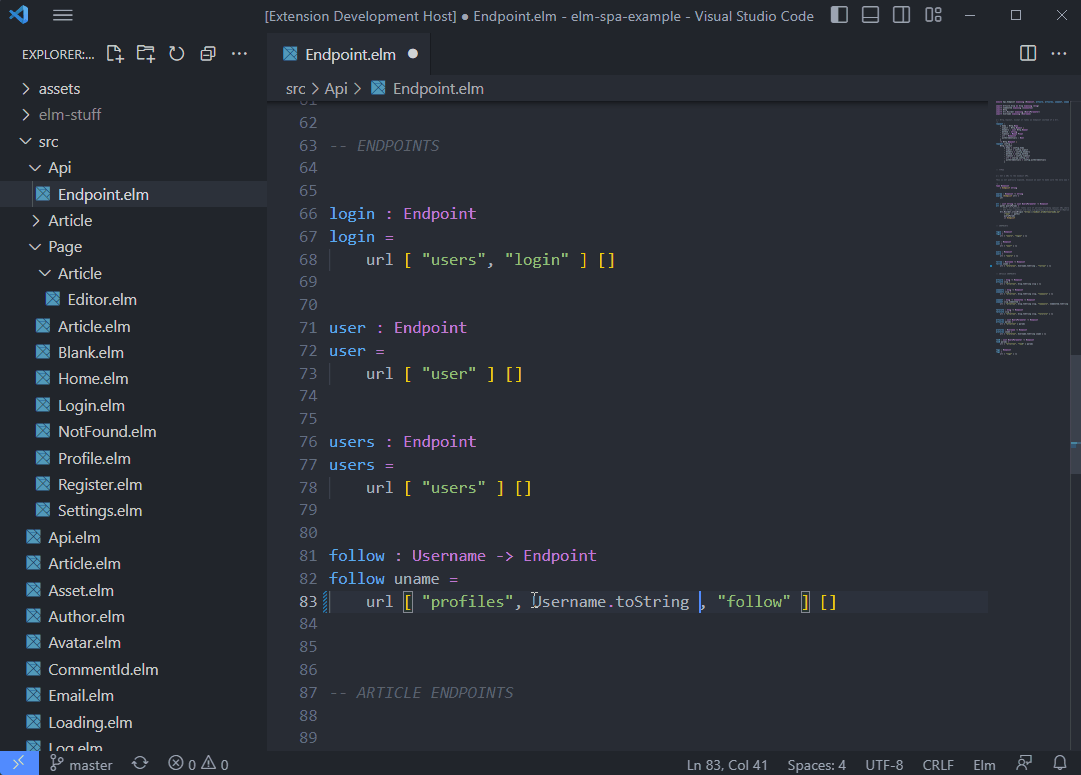 [Extension Development Host] ● Endpoint.elm - elm-spa-example - Visual Studio Code
EXPLORER:...
assets
elm-stuff
src
Api
Endpoint.elm
Article
Page
Article
Editor.elm
Article.elm
Blank.elm
Home.elm
Login.elm
NotFound.elm
Profile.elm
Register.elm
Settings.elm
Api.elm
Article.elm
Asset.elm
Author.elm
Avatar.elm
CommentId.elm
Email.elm
Loading.elm
Log.elm
Endpoint.elm ●
src > Api > Endpoint.elm
61
62
63 -- ENDPOINTS
64
65
66 login : Endpoint
67 login =
68 url [ "users", "login" ] []
69
70
71 user : Endpoint
72 user =
73 url [ "user" ] []
74
75
76 users : Endpoint
77 users =
78 url [ "users" ] []
79
80
81 follow : Username -> Endpoint
82 follow uname =
83 url [ "profiles", Username.toString , "follow" ] []
84
85
86
87 -- ARTICLE ENDPOINTS
88
89
master 0 0 Ln 83, Col 41 Spaces: 4 UTF-8 CRLF Elm